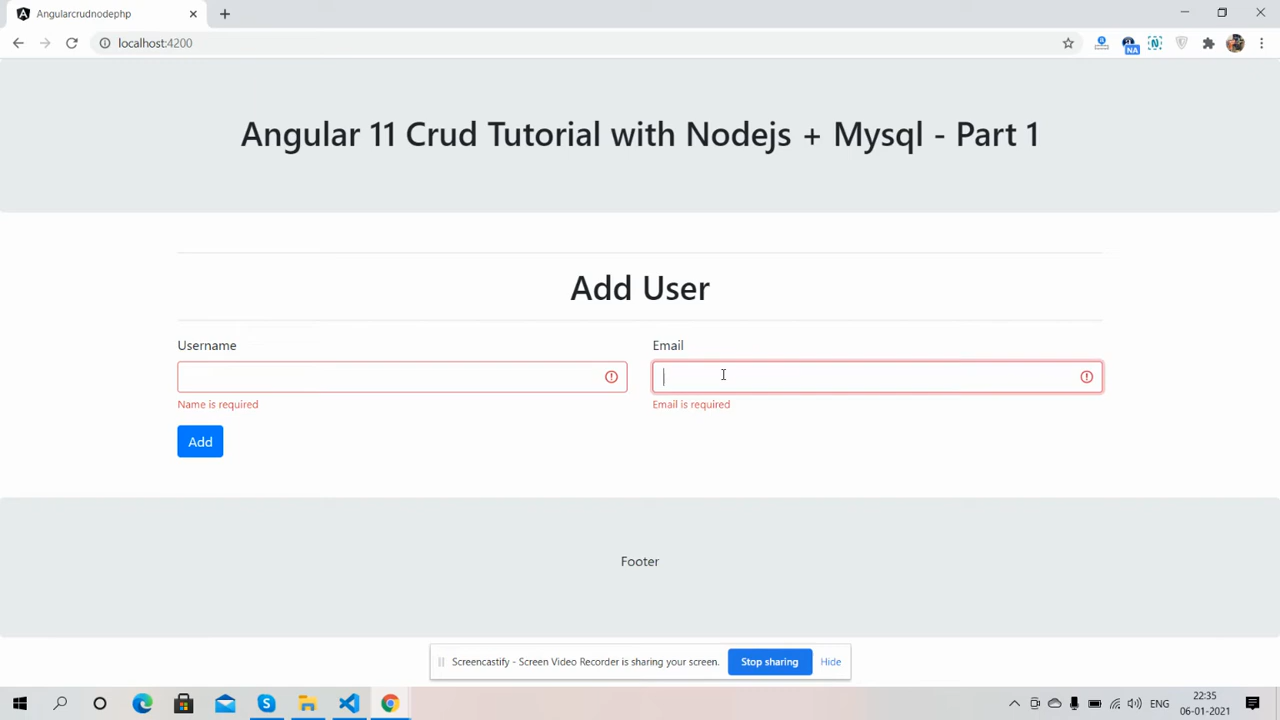 Angularcrudnodephp
localhost:4200
NA
N
Angular 11 Crud Tutorial with Nodejs + Mysql - Part 1
Add User
Username
Email
Name is required
Email is required
Add
Footer
Screencastify - Screen Video Recorder is sharing your screen.
Stop sharing
Hide
ENG
22:35
06-01-2021